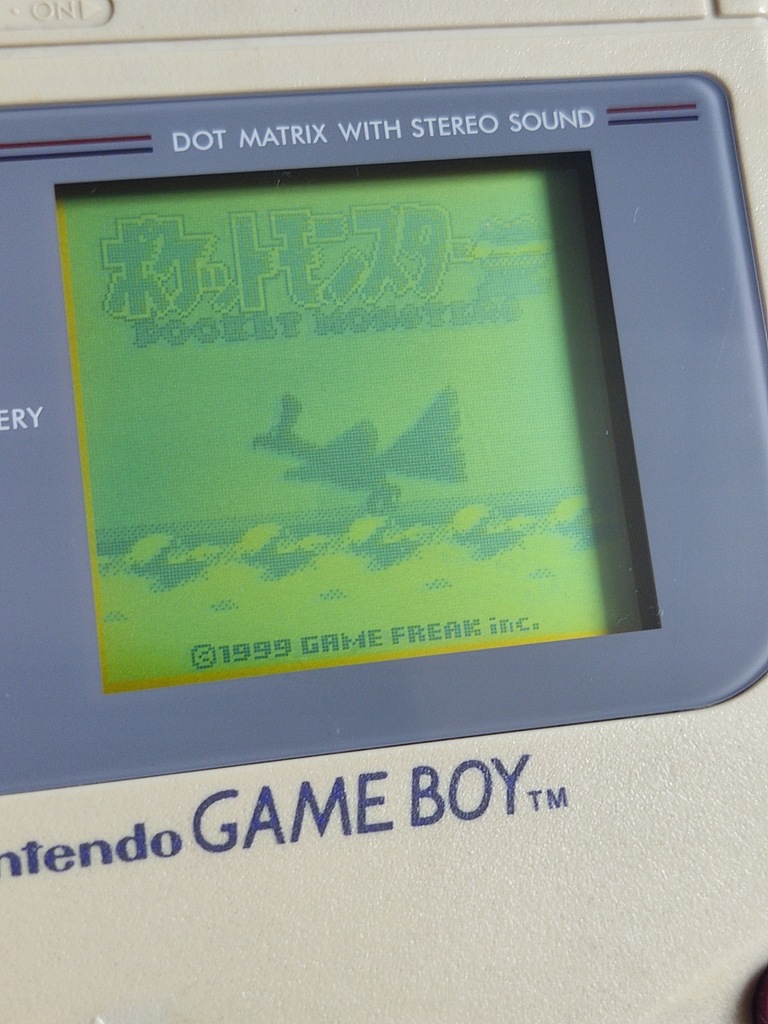 ON
DOT MATRIX WITH STEREO SOUND
ポケットモンスター
POCKET MONSTERS
ERY
©1999 GAME FREAK inc.
ntendo GAME BOY™